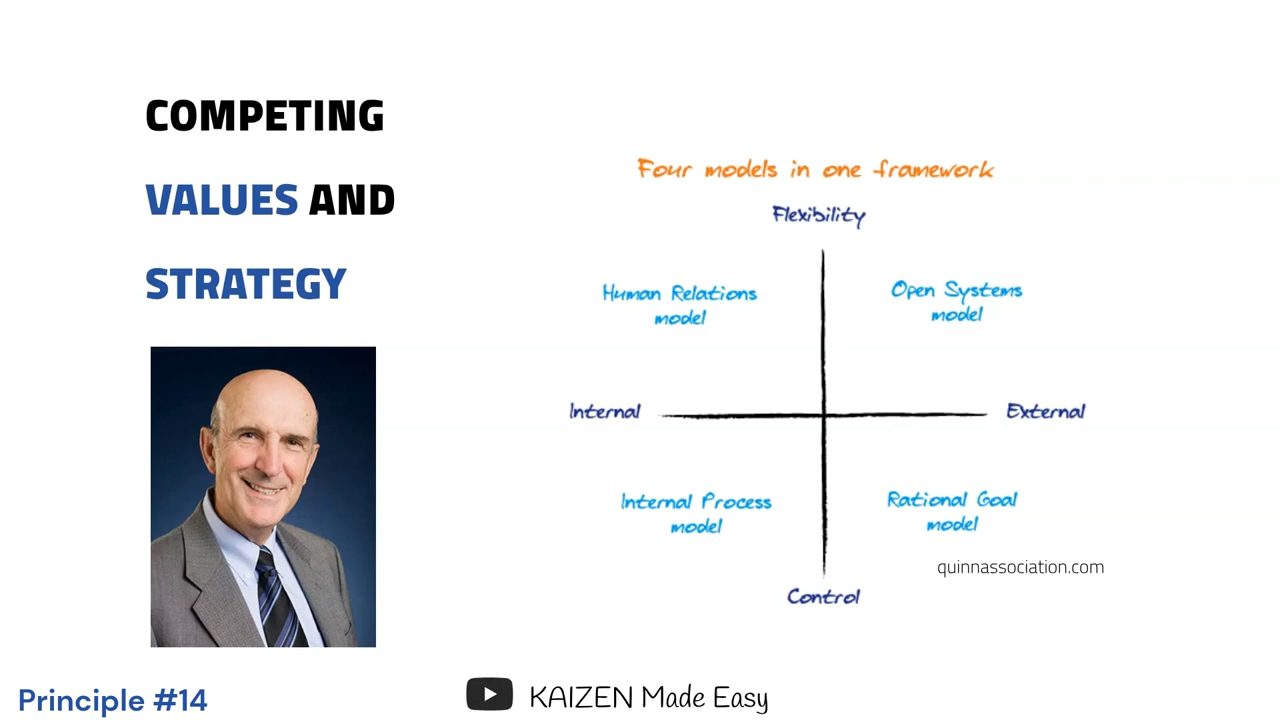 COMPETING
VALUES AND
STRATEGY
Four models in one framework
Flexibility
Human Relations
model
Open Systems
model
Internal
External
Internal Process
model
Rational Goal
model
quinnassociation.com
Control
Principle #14
KAIZEN Made Easy